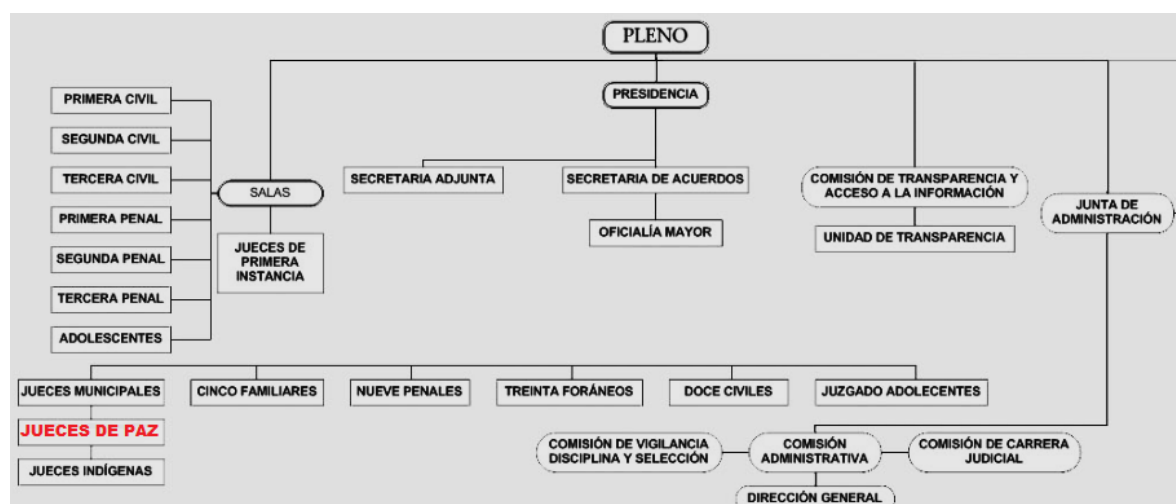 PLENO
PRESIDENCIA
PRIMERA CIVIL
SEGUNDA CIVIL
TERCERA CIVIL
PRIMERA PENAL
SEGUNDA PENAL
TERCERA PENAL
ADOLESCENTES
SALAS
JUECES DE
PRIMERA
INSTANCIA
SECRETARIA ADJUNTA
SECRETARIA DE ACUERDOS
OFICIALÍA MAYOR
COMISIÓN DE TRANSPARENCIA Y
ACCESO A LA INFORMACIÓN
UNIDAD DE TRANSPARENCIA
JUNTA DE
ADMINISTRACIÓN
JUECES MUNICIPALES
CINCO FAMILIARES
NUEVE PENALES
TREINTA FORÁNEOS
DOCE CIVILES
JUZGADO ADOLECENTES
JUECES DE PAZ
JUECES INDÍGENAS
COMISIÓN DE VIGILANCIA
DISCIPLINA Y SELECCIÓN
COMISIÓN
ADMINISTRATIVA
COMISIÓN DE CARRERA
JUDICIAL
DIRECCIÓN GENERAL